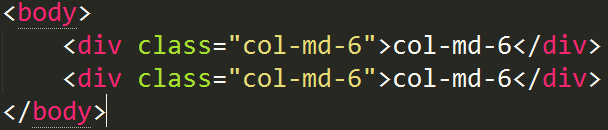 <body>
    <div class="col-md-6">col-md-6</div>
    <div class="col-md-6">col-md-6</div>
</body>